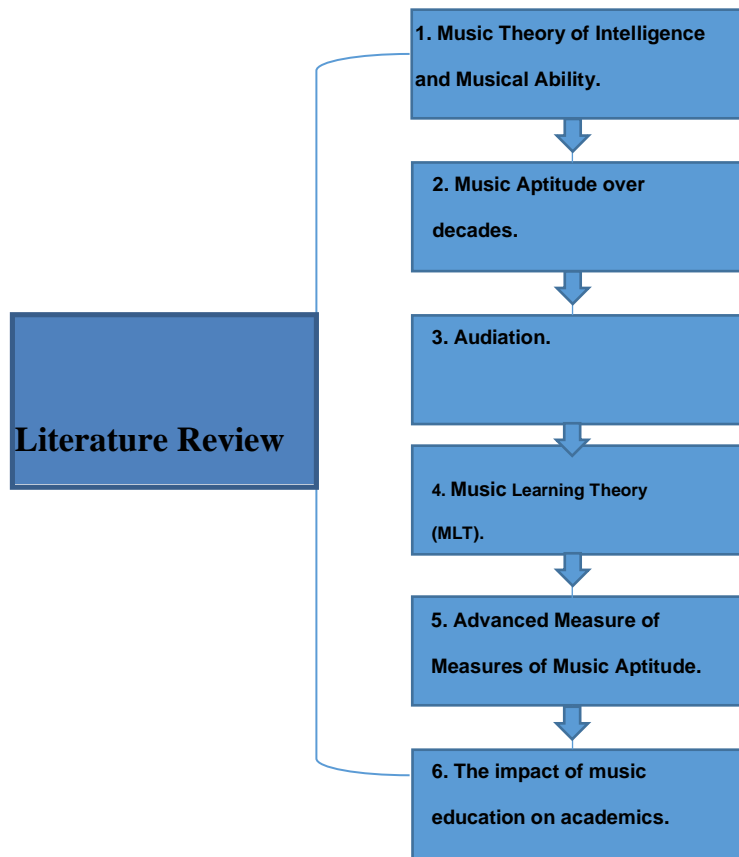 1. Music Theory of Intelligence
and Musical Ability.
2. Music Aptitude over
decades.
3. Audiation.
Literature Review
4. Music Learning Theory
(MLT).
5. Advanced Measure of
Measures of Music Aptitude.
6. The impact of music
education on academics.